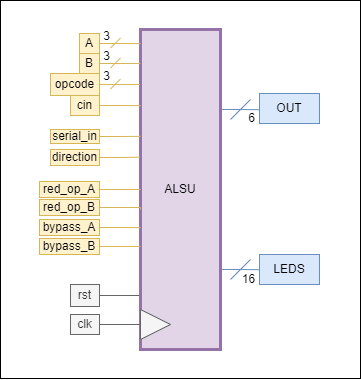 A 3
B 3
opcode 3
cin
serial_in
direction
red_op_A
red_op_B
bypass_A
bypass_B
rst
clk
ALSU
6 OUT
16 LEDS